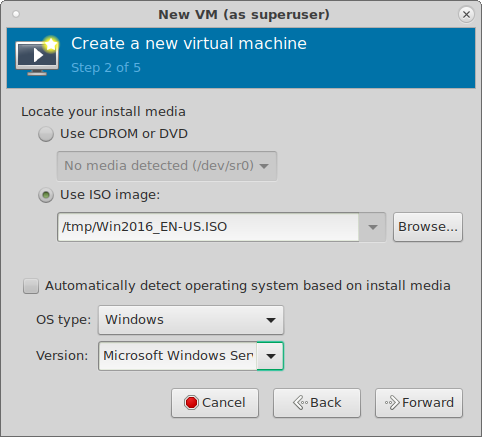 New VM (as superuser)
Create a new virtual machine
Step 2 of 5
Locate your install media
Use CDROM or DVD
No media detected (/dev/sr0)
Use ISO image:
/tmp/Win2016_EN-US.ISO
Browse...
Automatically detect operating system based on install media
OS type: Windows
Version: Microsoft Windows Ser
Cancel Back Forward